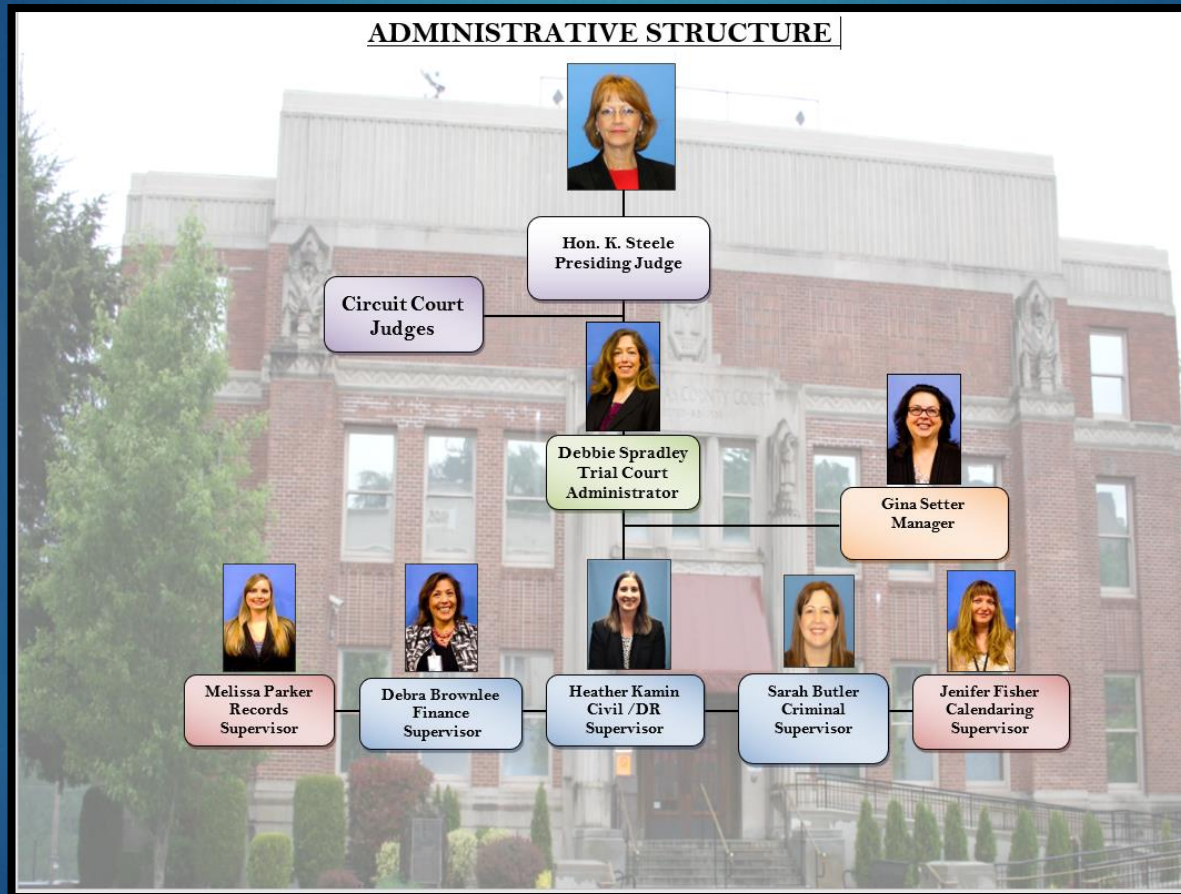 ADMINISTRATIVE STRUCTURE
Hon. K. Steele
Presiding Judge
Circuit Court
Judges
Debbie Spradley
Trial Court
Administrator
Gina Setter
Manager
Melissa Parker
Records
Supervisor
Debra Brownlee
Finance
Supervisor
Heather Kamin
Civil /DR
Supervisor
Sarah Butler
Criminal
Supervisor
Jenifer Fisher
Calendaring
Supervisor